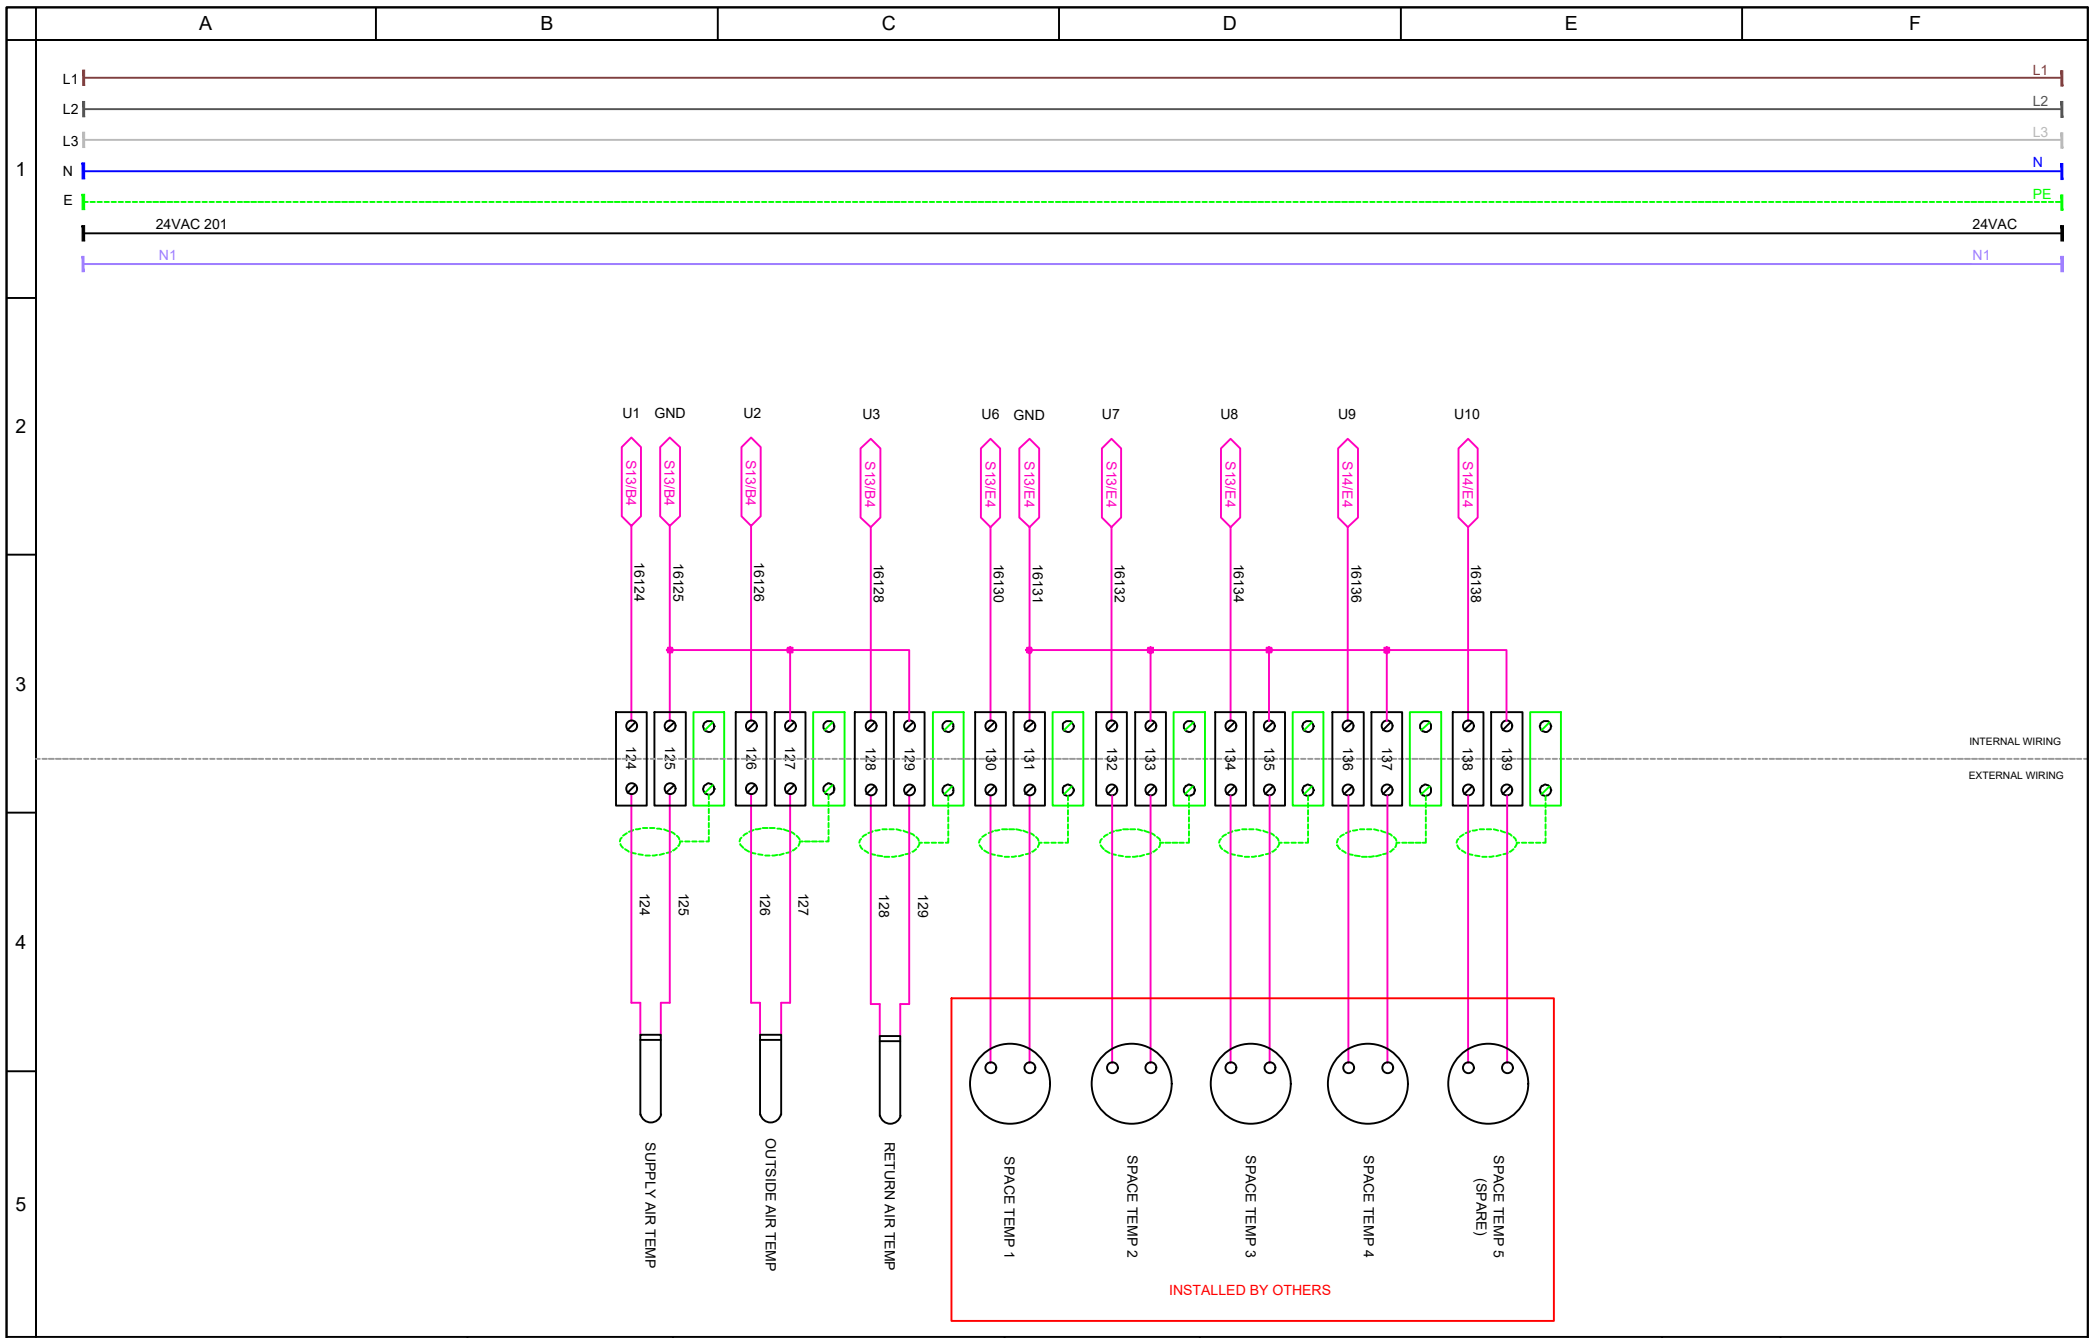 A B C D E F
L1 L1
L2 L2
L3 L3
1 N N
E PE
24VAC 201 24VAC
N1 N1
2 U1 GND U2 U3 U6 GND U7 U8 U9 U10
S13/B4 S13/B4 S13/B4 S13/B4 S13/E4 S13/E4 S13/E4 S13/E4 S14/E4 S14/E4
16124 16125 16126 16128 16130 16131 16132 16134 16136 16138
3
124 125 126 127 128 129 130 131 132 133 134 135 136 137 138 139
INTERNAL WIRING
EXTERNAL WIRING
124 125 126 127 128 129
4
5
SUPPLY AIR TEMP
OUTSIDE AIR TEMP
RETURN AIR TEMP
SPACE TEMP 1
SPACE TEMP 2
SPACE TEMP 3
SPACE TEMP 4
SPACE TEMP 5
(SPARE)
INSTALLED BY OTHERS